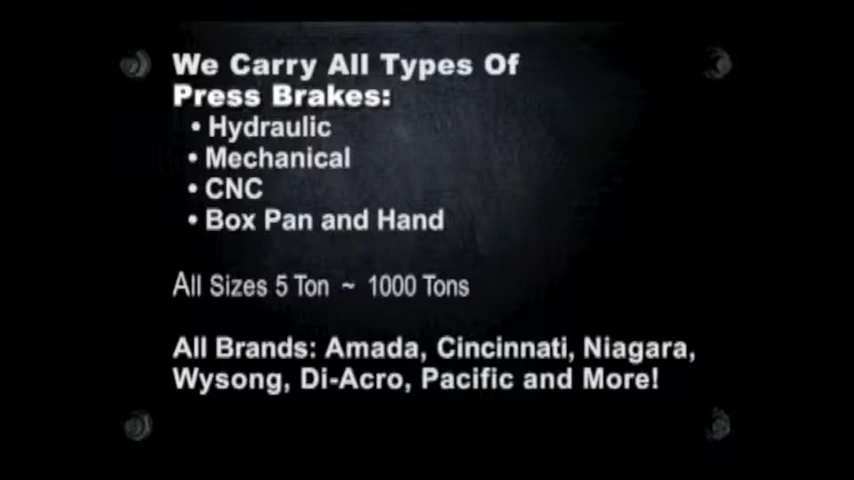 We Carry All Types Of
Press Brakes:
• Hydraulic
• Mechanical
• CNC
• Box Pan and Hand
All Sizes 5 Ton ~ 1000 Tons
All Brands: Amada, Cincinnati, Niagara,
Wysong, Di-Acro, Pacific and More!